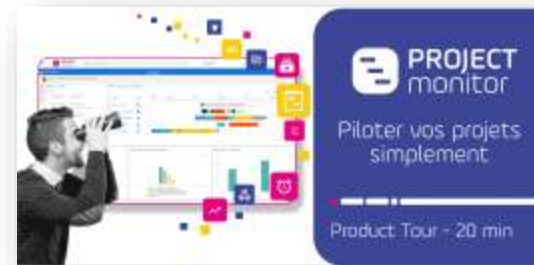 PROJECT
monitor
Piloter vos projets
simplement
Product Tour - 20 min